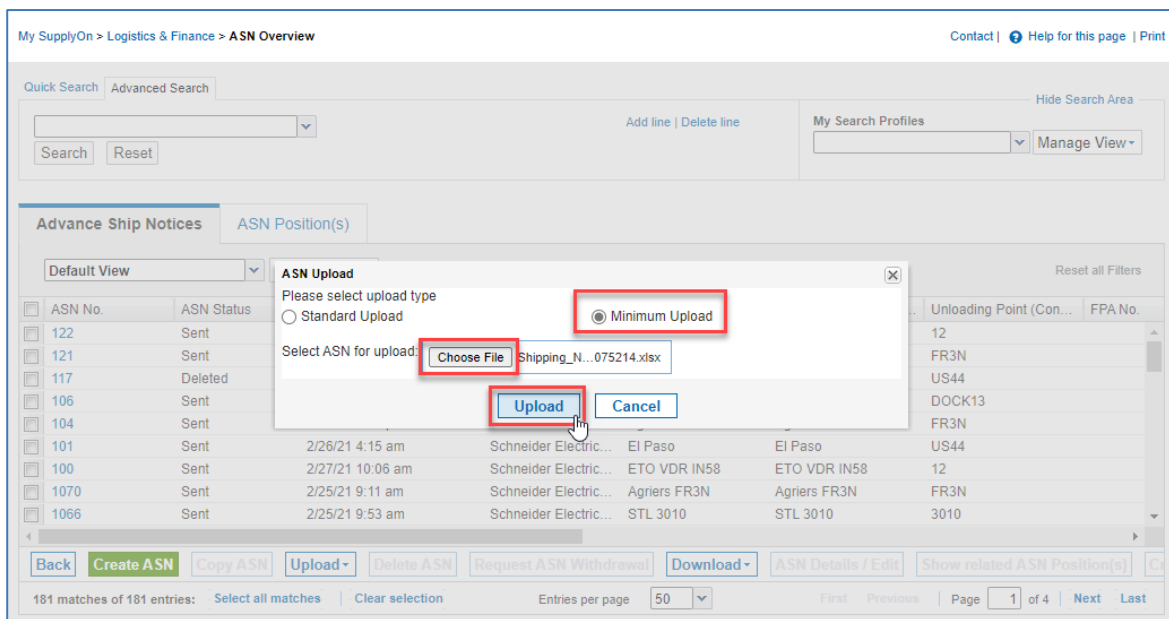 My SupplyOn > Logistics & Finance > ASN Overview
Contact | Help for this page | Print
Quick Search Advanced Search
Hide Search Area
Add line | Delete line
My Search Profiles
Manage View
Search Reset
Advance Ship Notices ASN Position(s)
Default View
Reset all Filters
ASN Upload
Please select upload type
Standard Upload Minimum Upload
Select ASN for upload: Choose File Shipping_N...075214.xlsx
Upload Cancel
ASN No. ASN Status Unloading Point (Con... FPA No.
122 Sent 12
121 Sent FR3N
117 Deleted US44
106 Sent DOCK13
104 Sent FR3N
101 Sent 2/26/21 4:15 am Schneider Electric... El Paso El Paso US44
100 Sent 2/27/21 10:06 am Schneider Electric... ETO VDR IN58 ETO VDR IN58 12
1070 Sent 2/25/21 9:11 am Schneider Electric... Agriers FR3N Agriers FR3N FR3N
1066 Sent 2/25/21 9:53 am Schneider Electric... STL 3010 STL 3010 3010
Back Create ASN Copy ASN Upload Delete ASN Request ASN Withdrawal Download ASN Details / Edit Show related ASN Position(s)
181 matches of 181 entries: Select all matches | Clear selection Entries per page 50 First Previous | Page 1 of 4 | Next Last